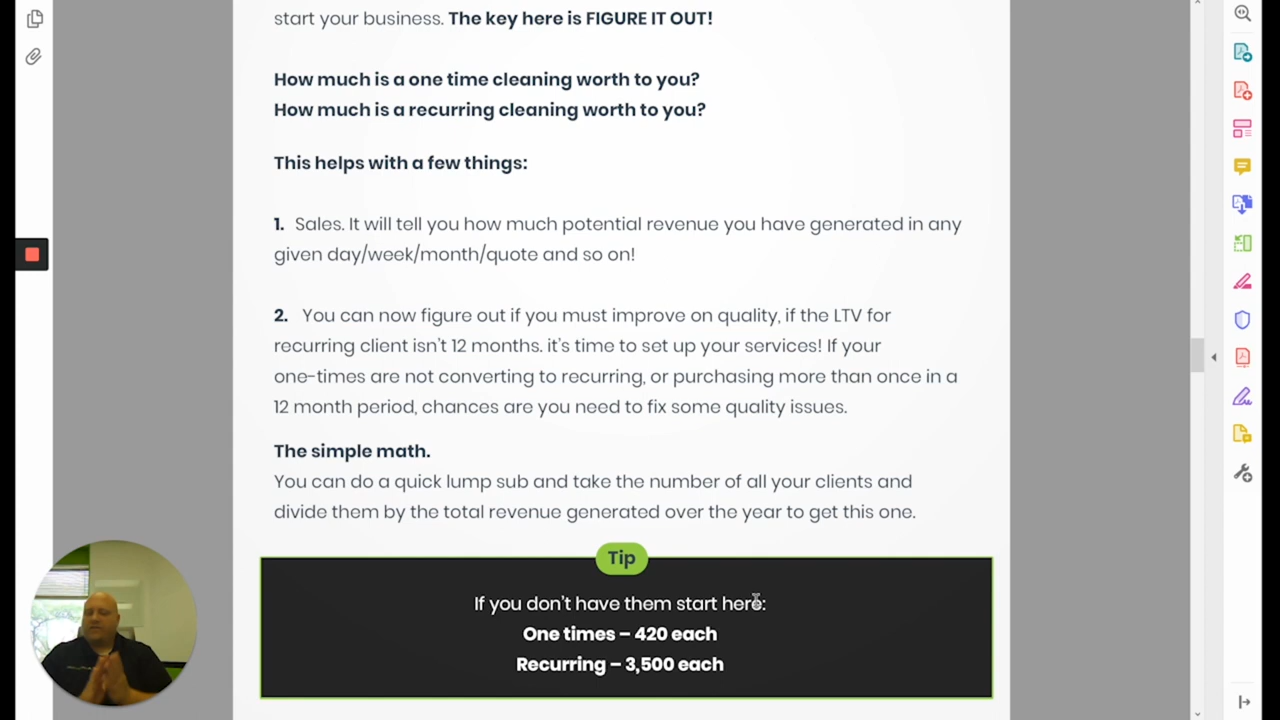 start your business. The key here is FIGURE IT OUT!
How much is a one time cleaning worth to you?
How much is a recurring cleaning worth to you?
This helps with a few things:
1. Sales. It will tell you how much potential revenue you have generated in any
given day/week/month/quote and so on!
2. You can now figure out if you must improve on quality, if the LTV for
recurring client isn't 12 months. it's time to set up your services! If your
one-times are not converting to recurring, or purchasing more than once in a
12 month period, chances are you need to fix some quality issues.
The simple math.
You can do a quick lump sub and take the number of all your clients and
divide them by the total revenue generated over the year to get this one.
Tip
If you don't have them start here:
One times – 420 each
Recurring – 3,500 each